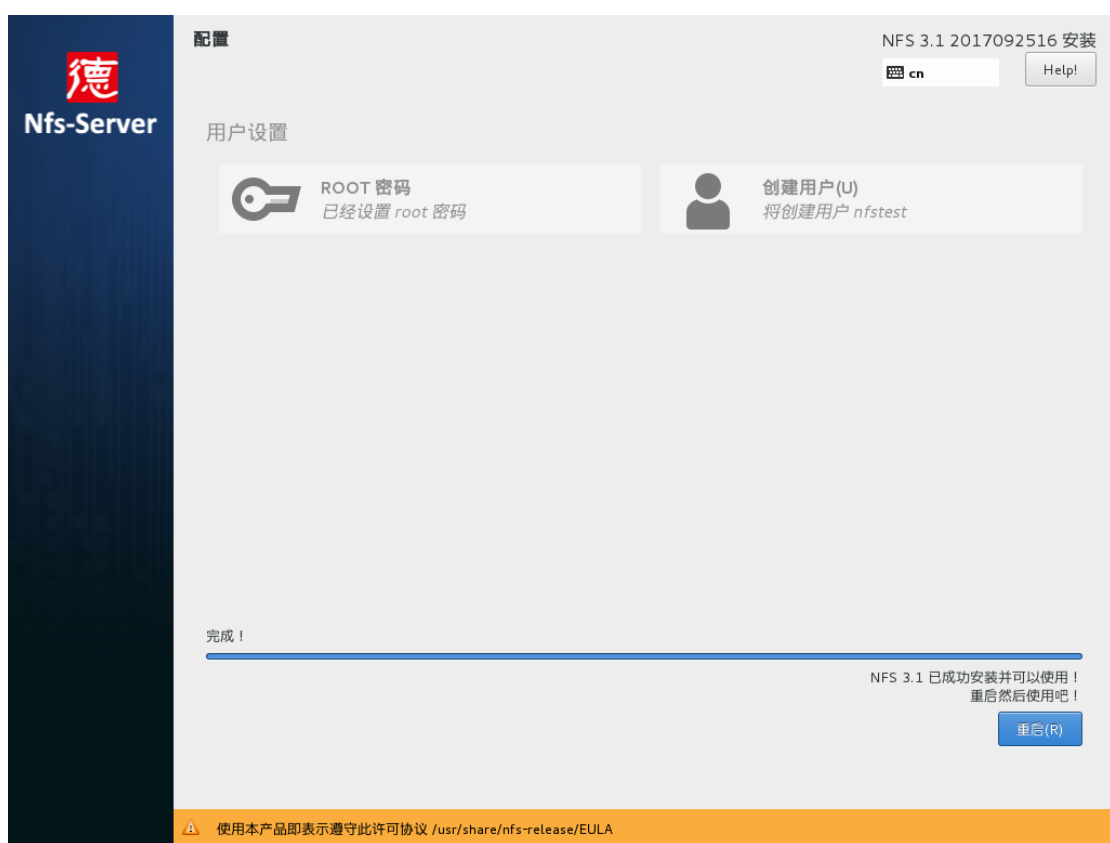 德
Nfs-Server
配置
NFS 3.1 2017092516 安装
cn
Help!
用户设置
ROOT 密码
已经设置 root 密码
创建用户(U)
将创建用户 nfstest
完成！
NFS 3.1 已成功安装并可以使用！
重启然后使用吧！
重启(R)
使用本产品即表示遵守此许可协议 /usr/share/nfs-release/EULA